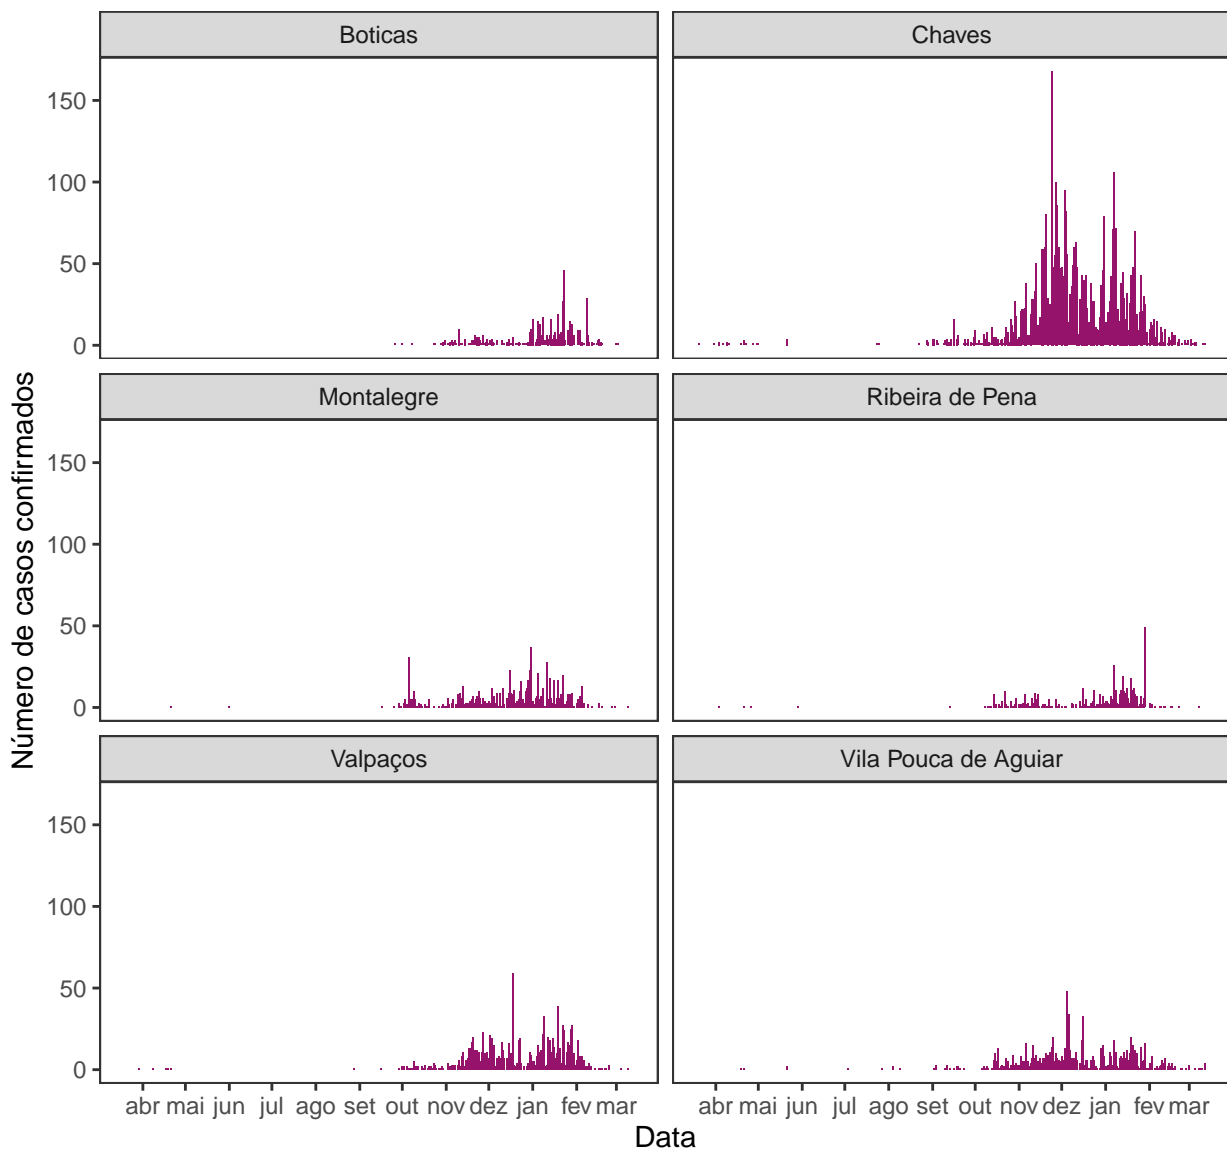 Boticas
Chaves
150
100
50
0
Montalegre
Ribeira de Pena
150
100
50
0
Valpaços
Vila Pouca de Aguiar
150
100
50
0
abr mai jun jul ago set out nov dez jan fev mar
abr mai jun jul ago set out nov dez jan fev mar
Data
Número de casos confirmados